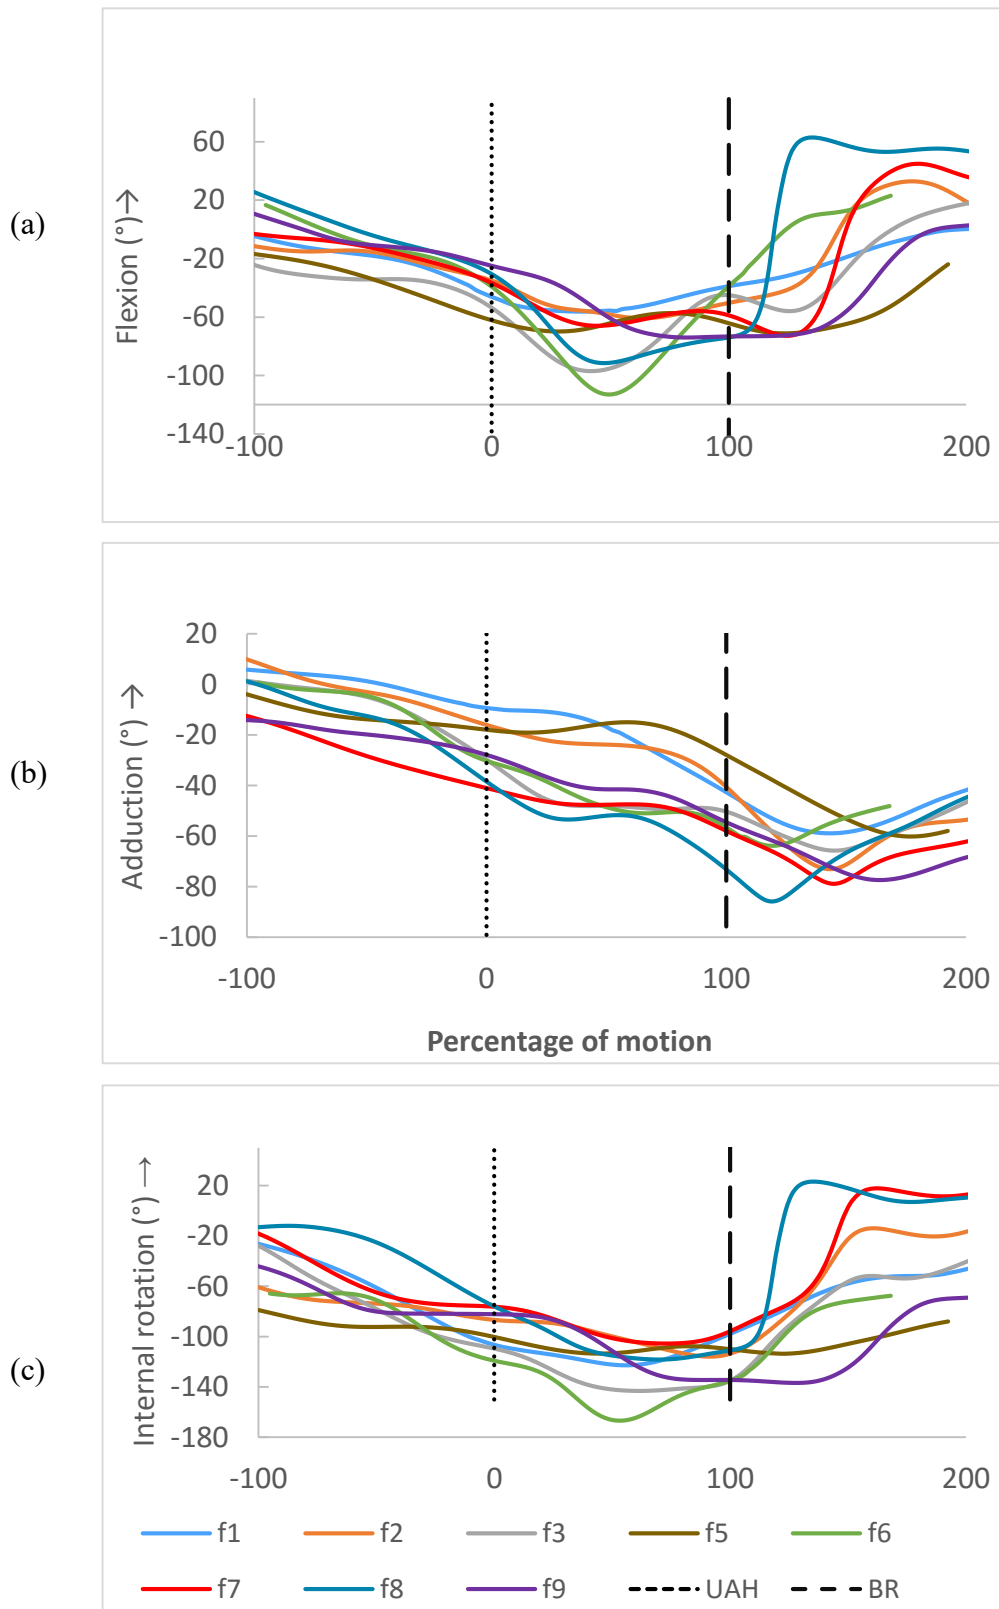 (a)
Flexion (°)→
60
20
-20
-60
-100
-140
-100 0 100 200
(b)
Adduction (°) →
20
0
-20
-40
-60
-80
-100
-100 0 100 200
Percentage of motion
(c)
Internal rotation (°) →
20
-20
-60
-100
-140
-180
-100 0 100 200
f1 f2 f3 f5 f6
f7 f8 f9 UAH BR